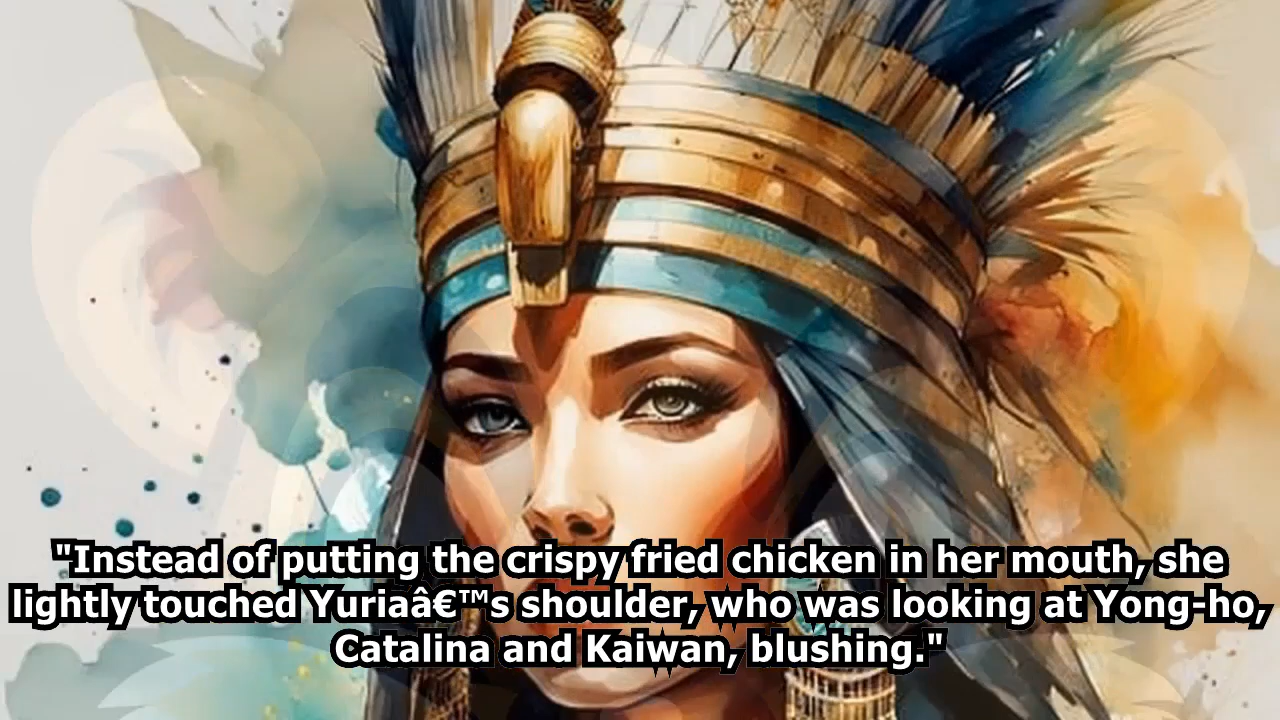 "Instead of putting the crispy fried chicken in her mouth, she
lightly touched Yuriaâ€™s shoulder, who was looking at Yong-ho,
Catalina and Kaiwan, blushing."